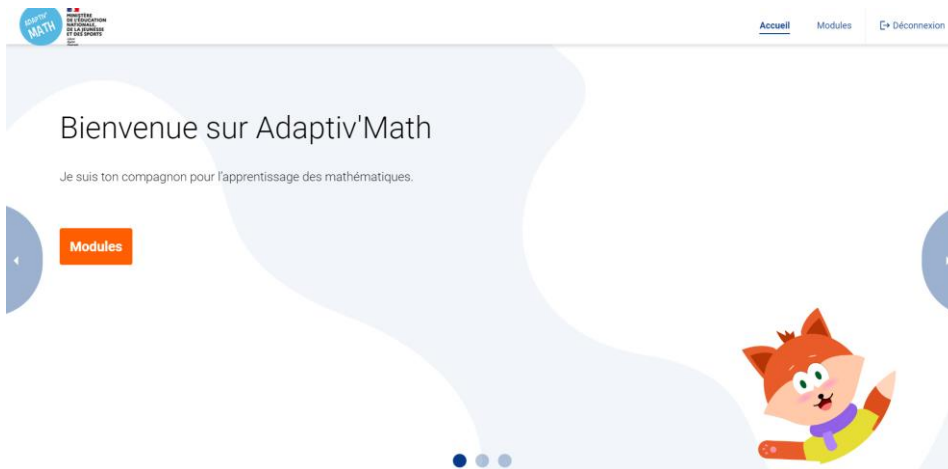 ADAPTIV'
MATH
MINISTÈRE
DE L'ÉDUCATION
NATIONALE,
DE LA JEUNESSE
ET DES SPORTS
Accueil
Modules
Déconnexion
Bienvenue sur Adaptiv'Math
Je suis ton compagnon pour l'apprentissage des mathématiques.
Modules